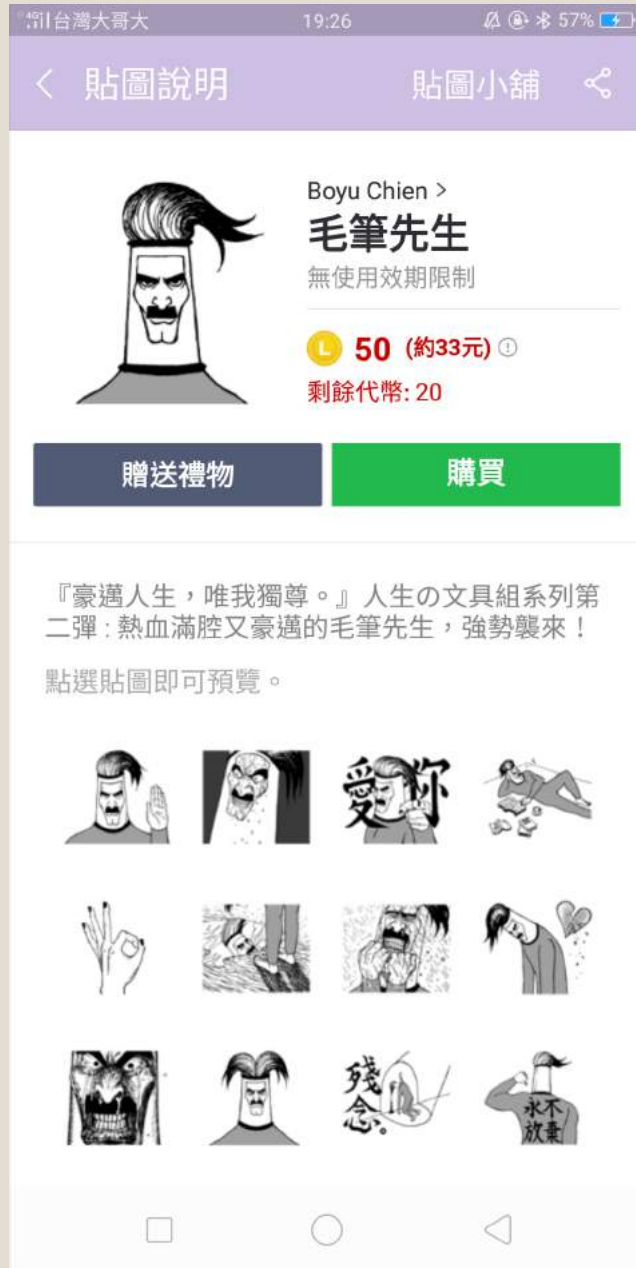 4G 台灣大哥大 19:26 57%
貼圖說明 貼圖小舖
Boyu Chien >
毛筆先生
無使用效期限制
L 50 (約33元)
剩餘代幣: 20
贈送禮物 購買
『豪邁人生，唯我獨尊。』人生の文具組系列第
二彈 : 熱血滿腔又豪邁的毛筆先生，強勢襲來！
點選貼圖即可預覽。
愛你
殘念。
永不
放棄